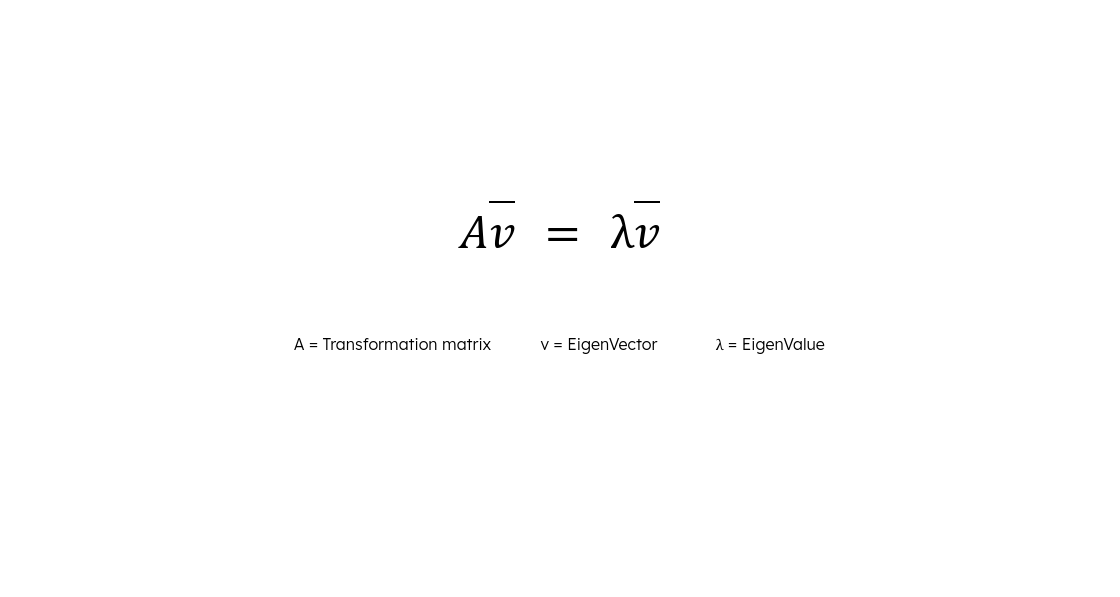 Av̅ = λv̅
A = Transformation matrix v = EigenVector λ = EigenValue